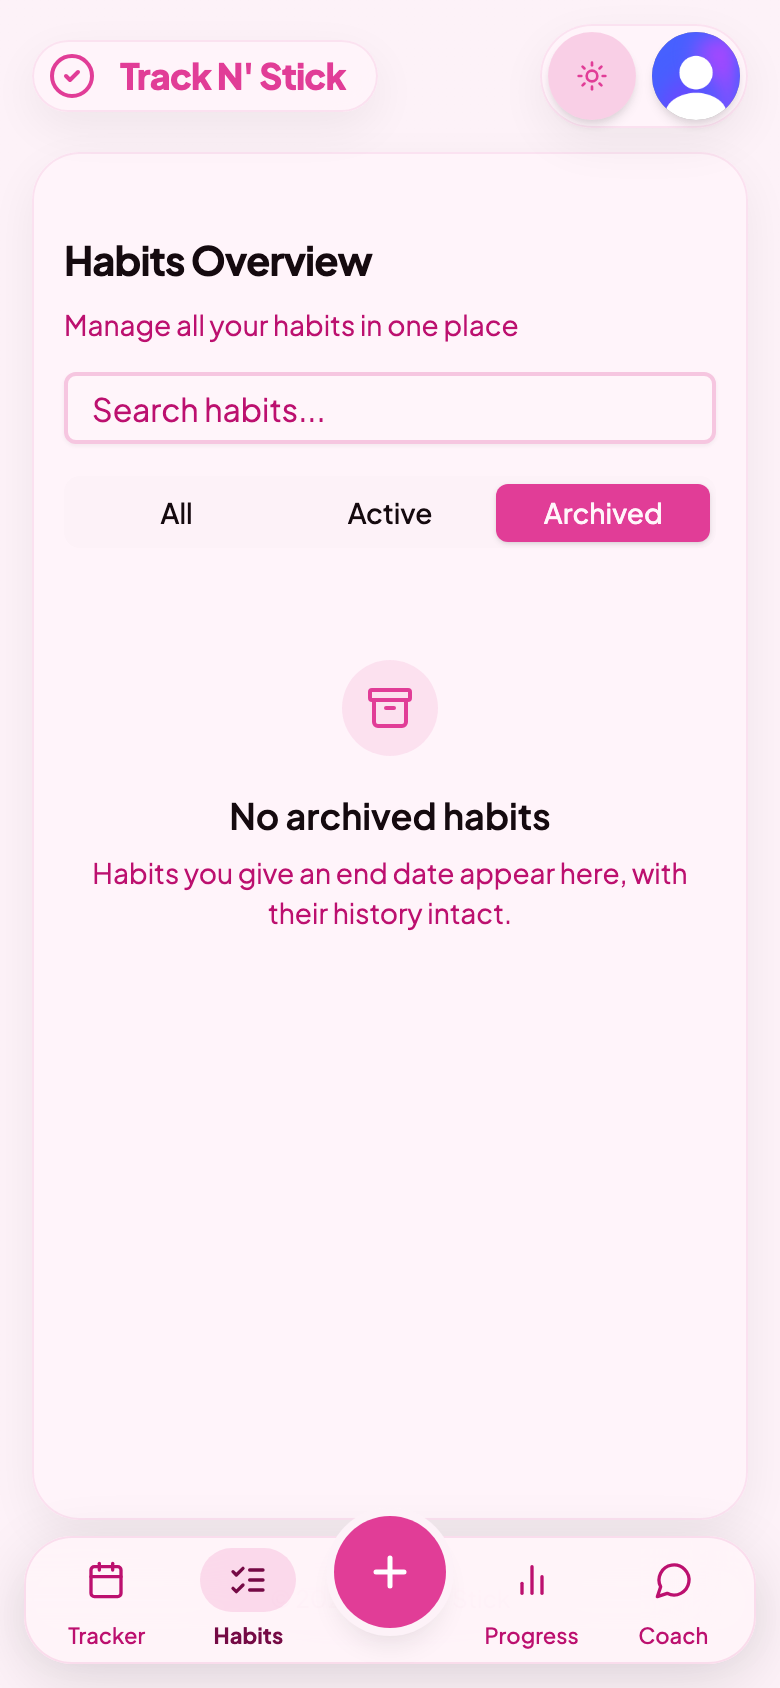 Track N' Stick
Habits Overview
Manage all your habits in one place
Search habits...
All
Active
Archived
No archived habits
Habits you give an end date appear here, with
their history intact.
Tracker
Habits
Progress
Coach